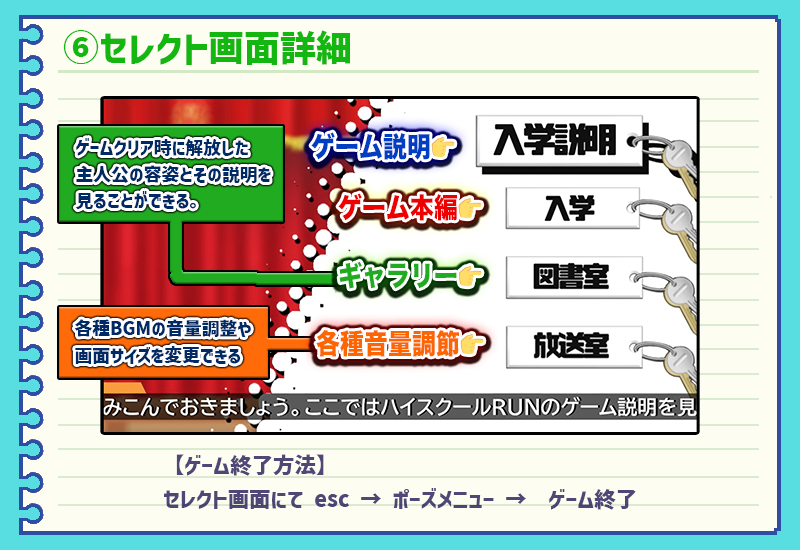 ⑥セレクト画面詳細
ゲームクリア時に解放した
主人公の容姿とその説明を
見ることができる。
ゲーム説明👉
入学説明
ゲーム本編👉
入学
ギャラリー👉
図書室
各種BGMの音量調整や
画面サイズを変更できる
各種音量調節👉
放送室
みこんでおきましょう。ここではハイスクールRUNのゲーム説明を見
【ゲーム終了方法】
セレクト画面にて esc → ポーズメニュー → ゲーム終了